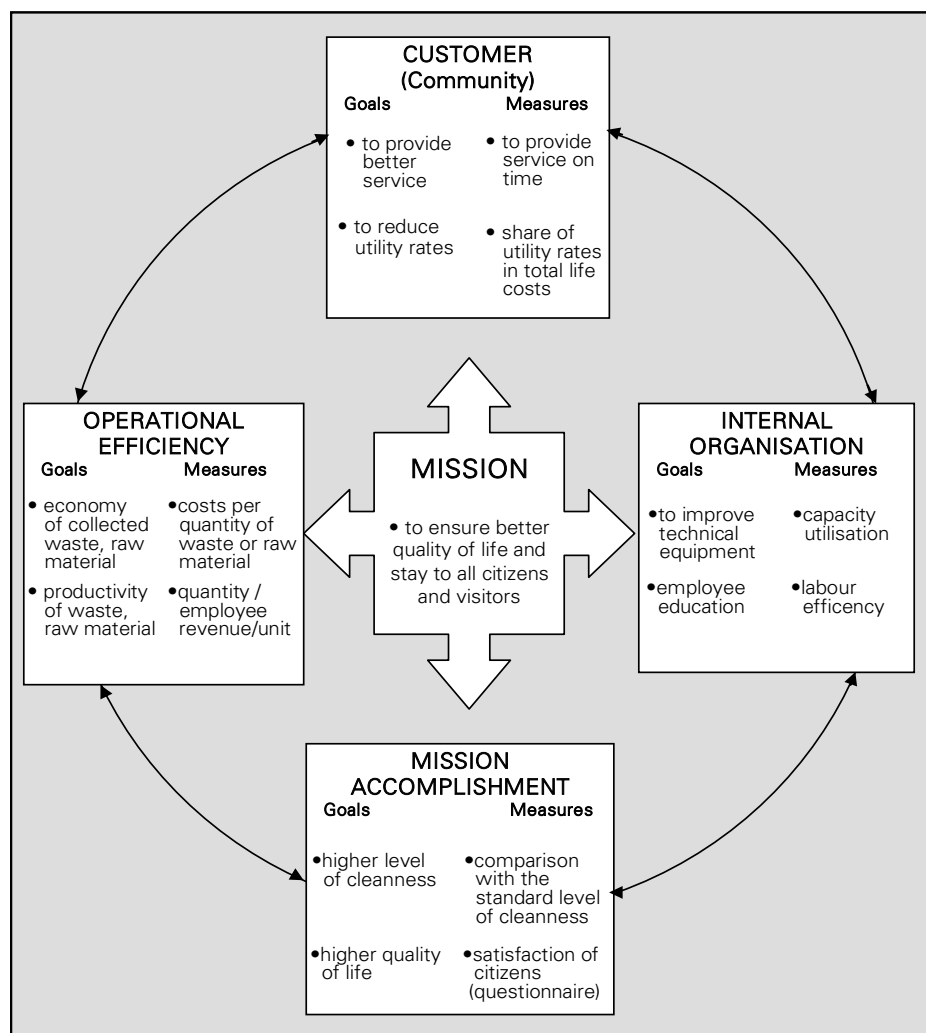 CUSTOMER
(Community)
Goals
Measures
• to provide
better
service
• to provide
service on
time
• to reduce
utility rates
• share of
utility rates
in total life
costs
OPERATIONAL
EFFICIENCY
Goals
Measures
• economy
of collected
waste, raw
material
•costs per
quantity of
waste or raw
material
• productivity
of waste,
raw material
•quantity /
employee
revenue/unit
MISSION
• to ensure better
quality of life and
stay to all citizens
and visitors
INTERNAL
ORGANISATION
Goals
Measures
•to improve
technical
equipment
•capacity
utilisation
•employee
education
•labour
efficency
MISSION
ACCOMPLISHMENT
Goals
Measures
•higher level
of cleanness
•comparison
with the
standard level
of cleanness
•higher quality
of life
•satisfaction of
citizens
(questionnaire)